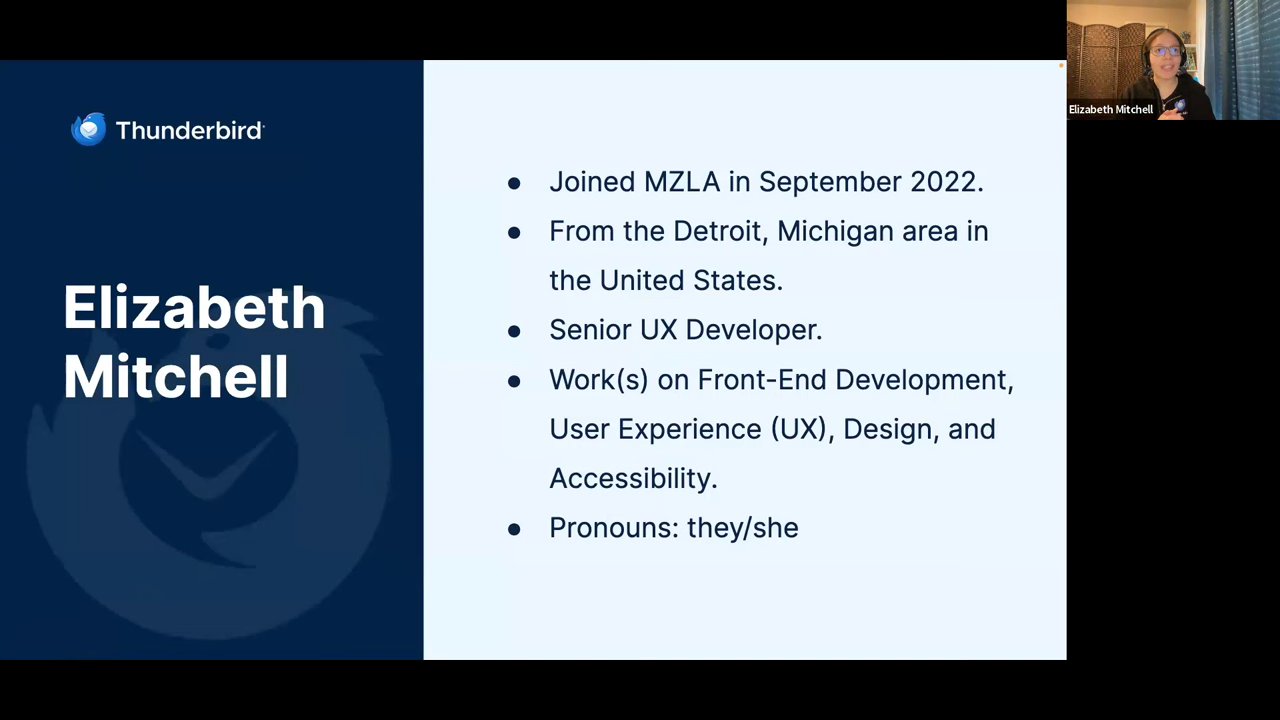 Thunderbird
Elizabeth
Mitchell
● Joined MZLA in September 2022.
● From the Detroit, Michigan area in
the United States.
● Senior UX Developer.
● Work(s) on Front-End Development,
User Experience (UX), Design, and
Accessibility.
● Pronouns: they/she
Elizabeth Mitchell